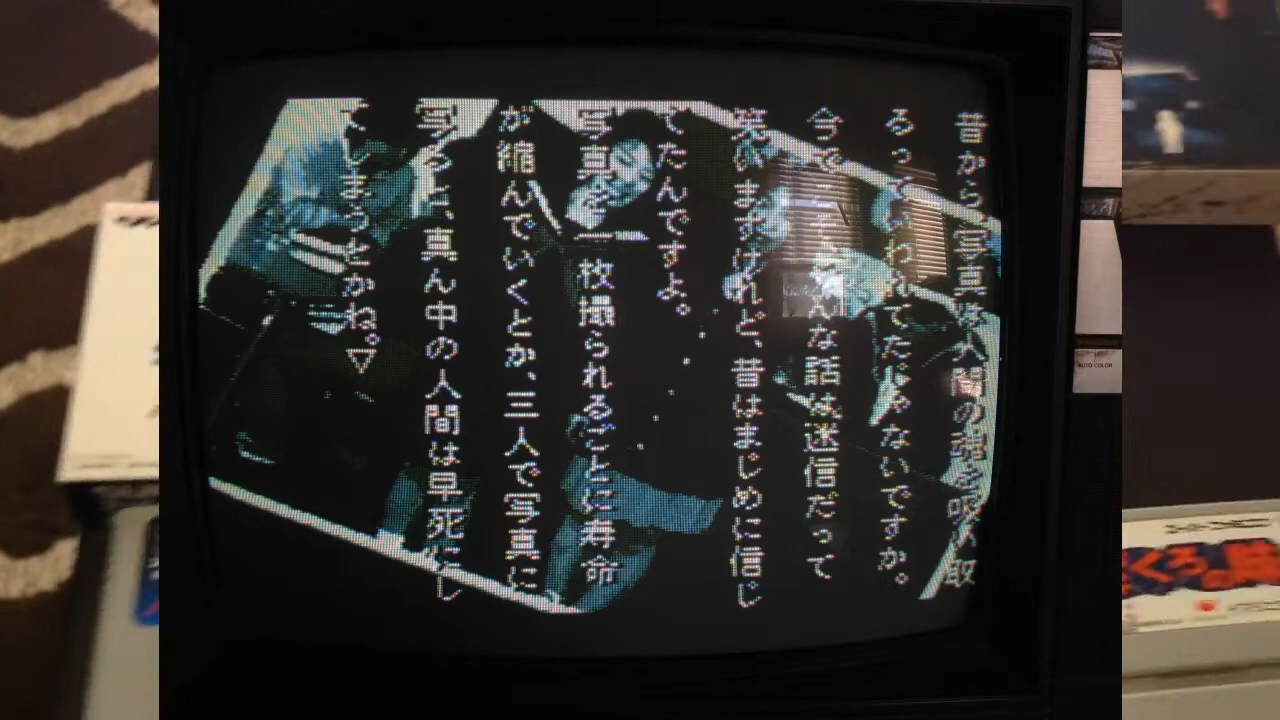 昔から、写真は人間の魂を吸い取
るっていわれてたじゃないですか。
今でこそそんな話は迷信だって
笑いますけれど、昔はまじめに信じ
てたんですよ。
写真を一枚撮られるごとに寿命
が縮んでいくとか、三人で写真に
写ると、真ん中の人間は早死にし
てしまうとかね。▽
AUTO COLOR